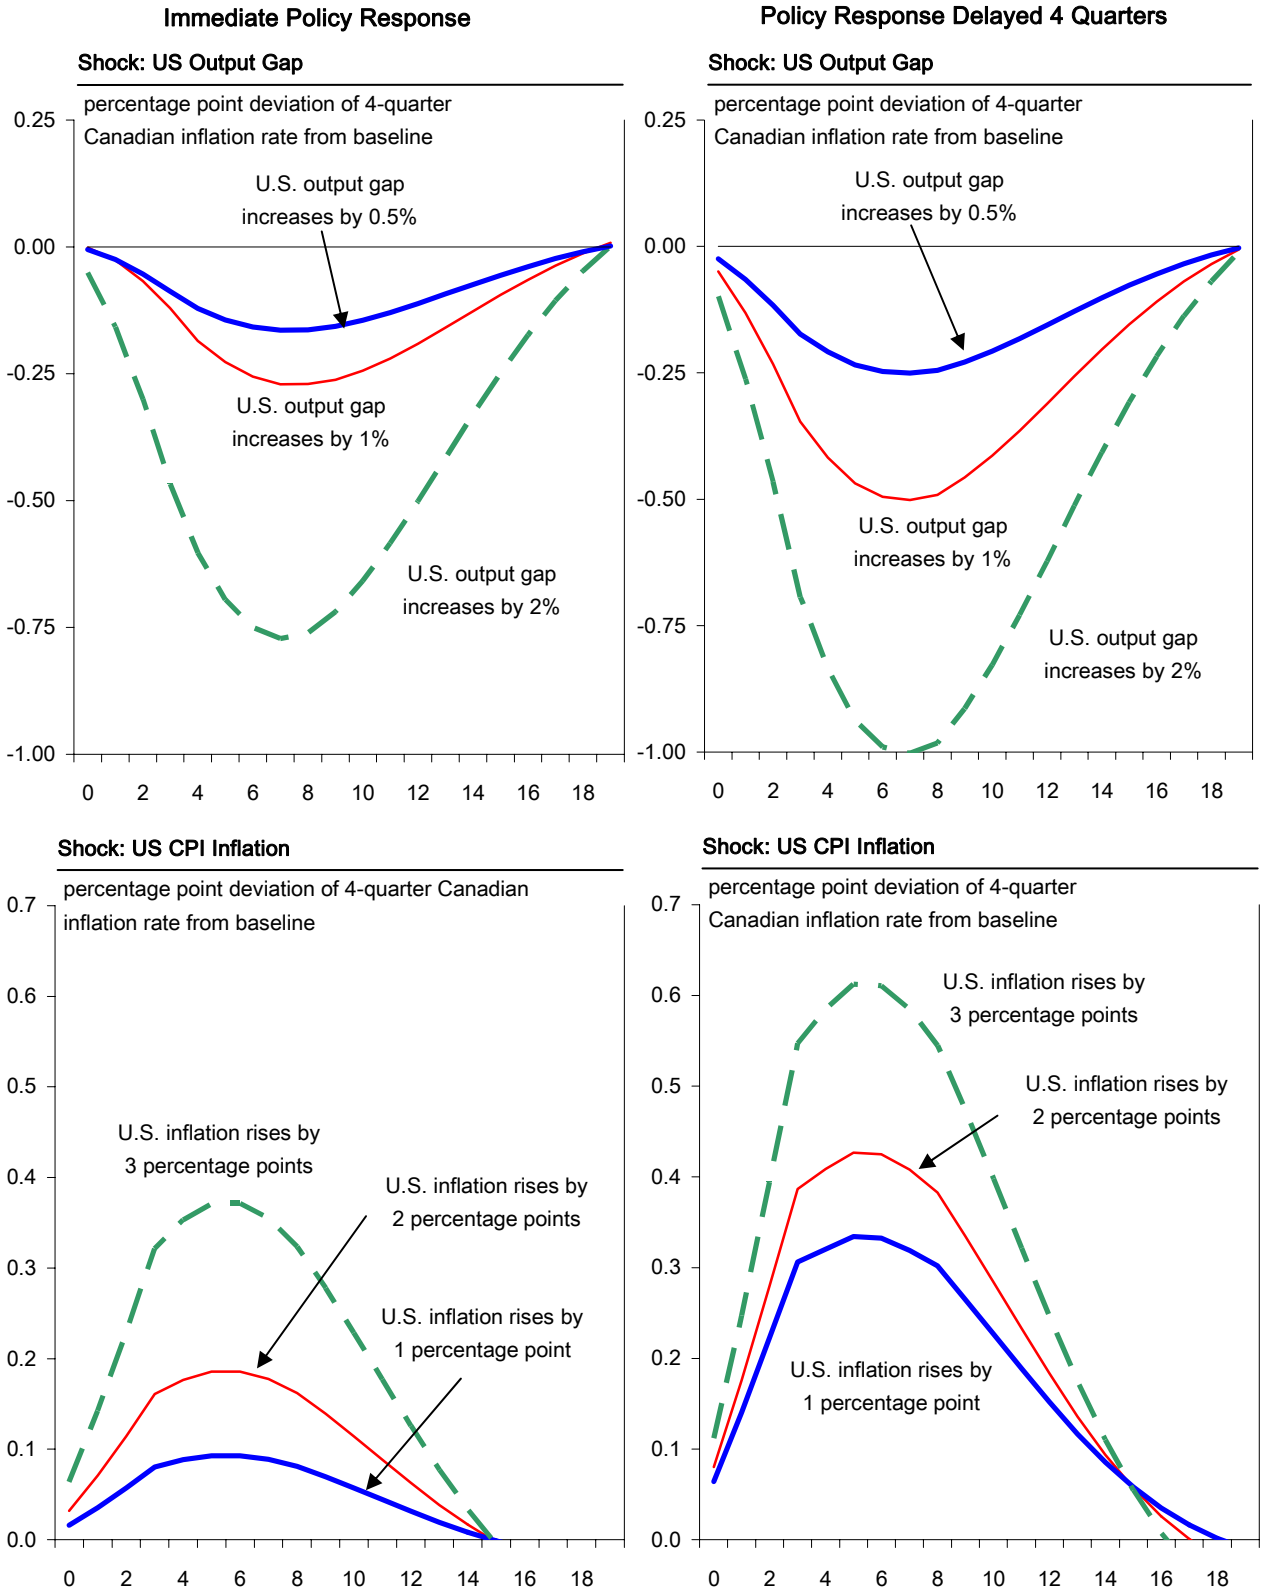 Immediate Policy Response
Policy Response Delayed 4 Quarters
Shock: US Output Gap
percentage point deviation of 4-quarter
Canadian inflation rate from baseline
0.25
0.00
-0.25
-0.50
-0.75
-1.00
U.S. output gap
increases by 0.5%
U.S. output gap
increases by 1%
U.S. output gap
increases by 2%
0 2 4 6 8 10 12 14 16 18
Shock: US Output Gap
percentage point deviation of 4-quarter
Canadian inflation rate from baseline
0.25
0.00
-0.25
-0.50
-0.75
-1.00
U.S. output gap
increases by 0.5%
U.S. output gap
increases by 1%
U.S. output gap
increases by 2%
0 2 4 6 8 10 12 14 16 18
Shock: US CPI Inflation
percentage point deviation of 4-quarter Canadian
inflation rate from baseline
0.7
0.6
0.5
0.4
0.3
0.2
0.1
0.0
U.S. inflation rises by
3 percentage points
U.S. inflation rises by
2 percentage points
U.S. inflation rises by
1 percentage point
0 2 4 6 8 10 12 14 16 18
Shock: US CPI Inflation
percentage point deviation of 4-quarter
Canadian inflation rate from baseline
0.7
0.6
0.5
0.4
0.3
0.2
0.1
0.0
U.S. inflation rises by
3 percentage points
U.S. inflation rises by
2 percentage points
U.S. inflation rises by
1 percentage point
0 2 4 6 8 10 12 14 16 18